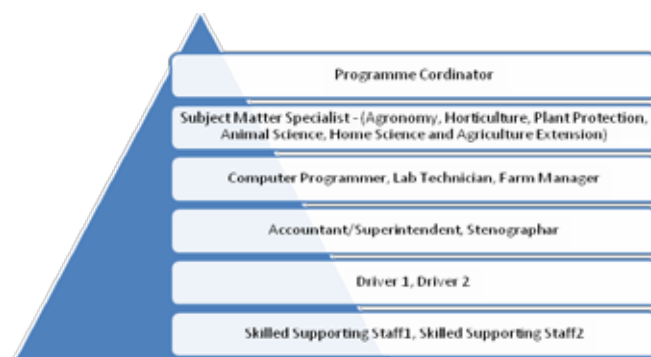 Programme Cordinator
Subject Matter Specialist - (Agronomy, Horticulture, Plant Protection,
Animal Science, Home Science and Agriculture Extension)
Computer Programmer, Lab Technician, Farm Manager
Accountant/Superintendent, Stenographar
Driver 1, Driver 2
Skilled Supporting Staff1, Skilled Supporting Staff2